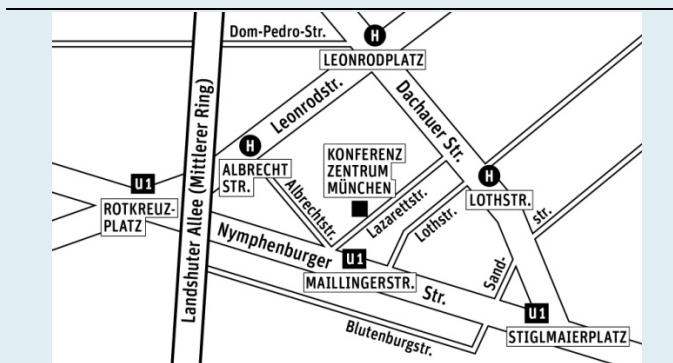 Dom-Pedro-Str.
H
LEONRODPLATZ
Landshuter Allee (Mittlerer Ring)
Leonrodstr.
Dachauer Str.
H
ALBRECHT
STR.
KONFERENZ
ZENTRUM
MÜNCHEN
Albrechtstr.
Lazarettstr.
Lothstr.
H
LOTHSTR.
U1
ROTKREUZ-
PLATZ
Nymphenburger
Str.
U1
MAILLINGERSTR.
Sand-
str.
U1
STIGLMAIERPLATZ
Blutenburgstr.